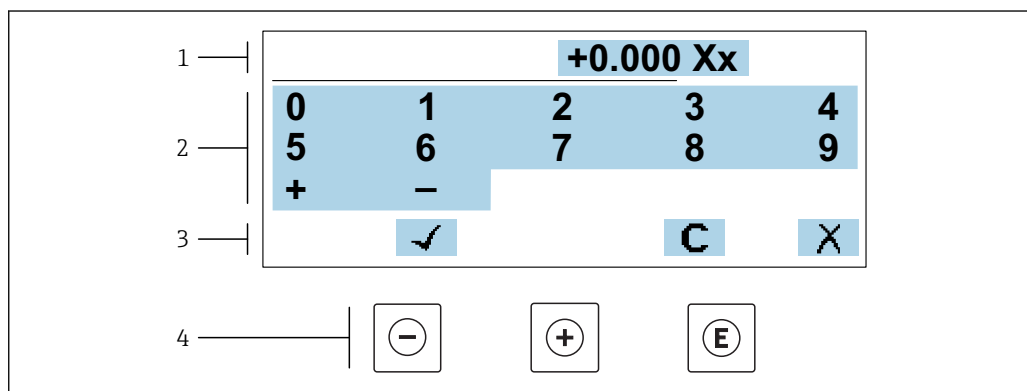 1 +0.000 Xx
0 1 2 3 4
2 5 6 7 8 9
+ −
3 ✓ C X
4 − + E